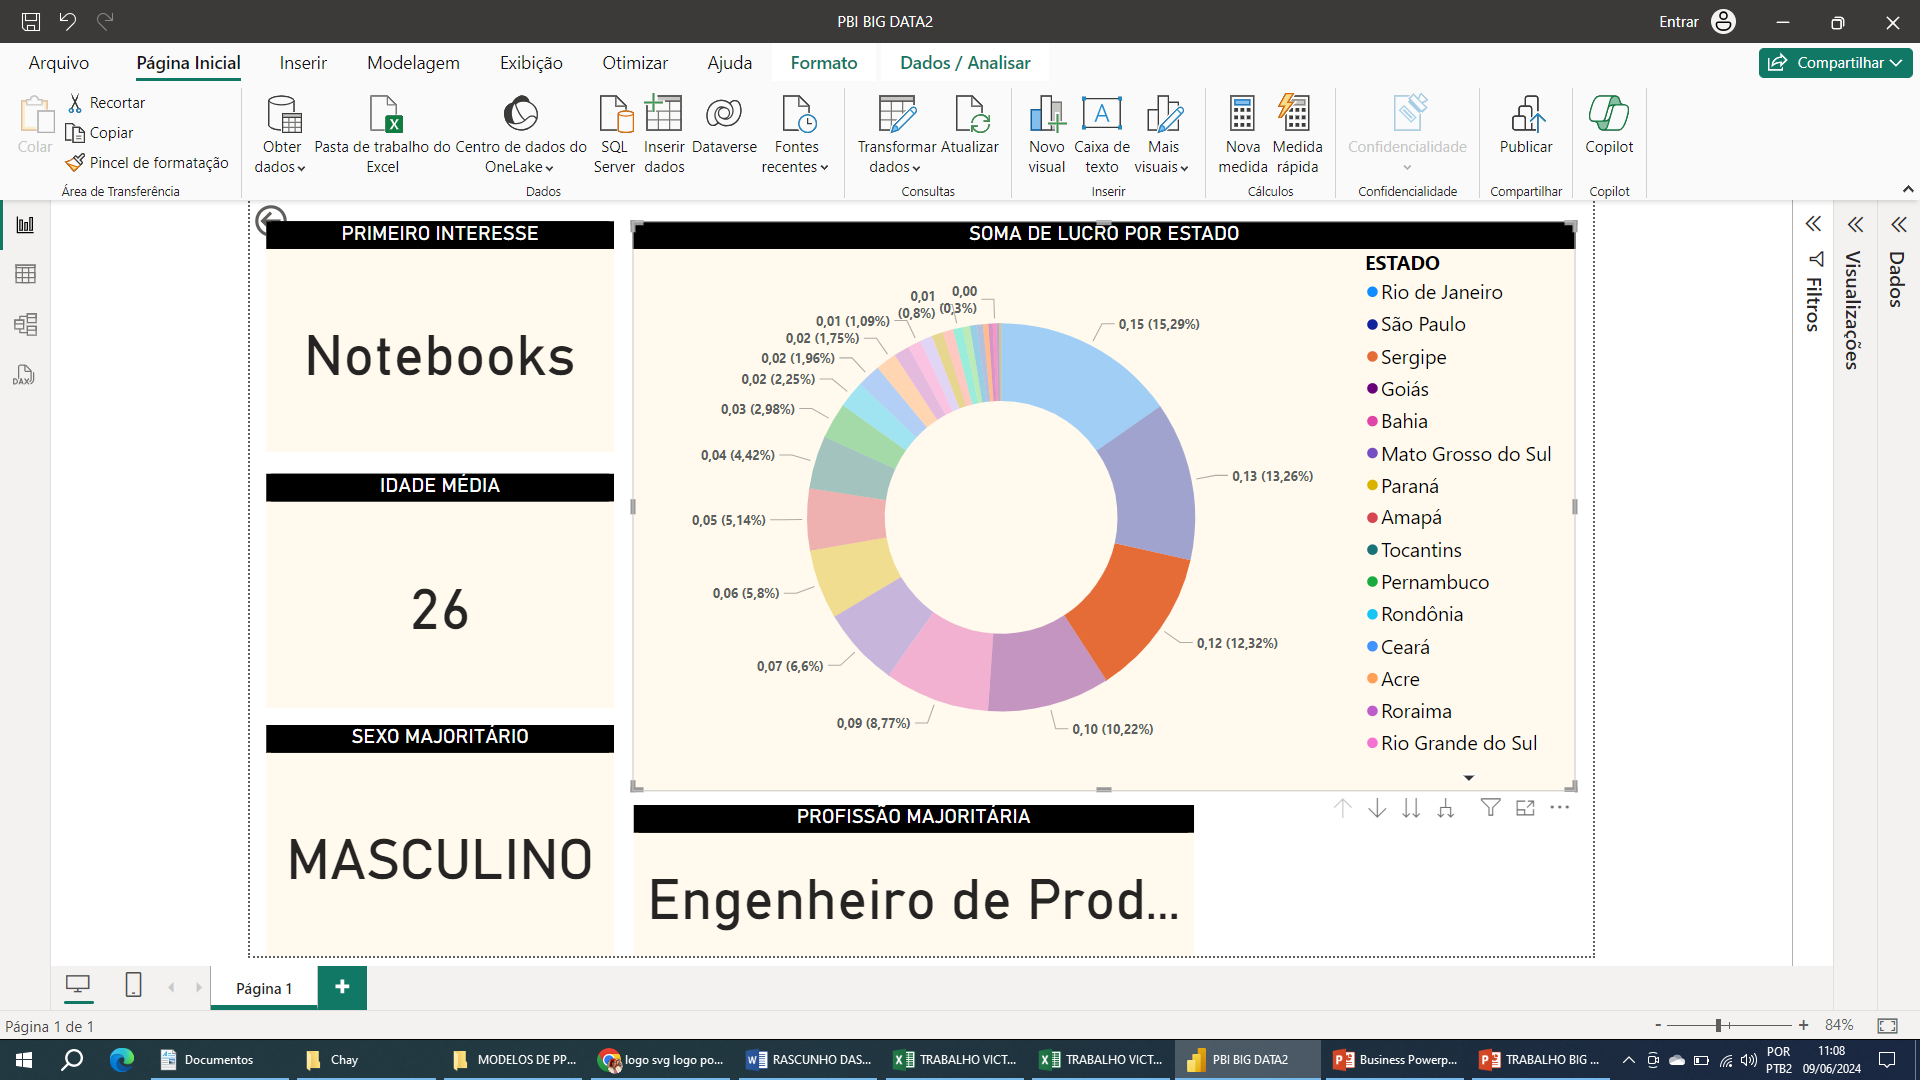 PBI BIG DATA2
Entrar
Arquivo
Página Inicial
Inserir
Modelagem
Exibição
Otimizar
Ajuda
Formato
Dados / Analisar
Compartilhar
Colar
Recortar
Copiar
Pincel de formatação
Área de Transferência
Obter
dados
Pasta de trabalho do
Excel
Centro de dados do
OneLake
SQL
Server
Inserir
dados
Dataverse
Fontes
recentes
Dados
Transformar
dados
Atualizar
Consultas
Novo
visual
Caixa de
texto
Mais
visuais
Inserir
Nova
medida
Medida
rápida
Cálculos
Confidencialidade
Confidencialidade
Publicar
Compartilhar
Copilot
Copilot
PRIMEIRO INTERESSE
Notebooks
IDADE MÉDIA
26
SEXO MAJORITÁRIO
MASCULINO
SOMA DE LUCRO POR ESTADO
0,15 (15,29%)
0,13 (13,26%)
0,12 (12,32%)
0,10 (10,22%)
0,09 (8,77%)
0,07 (6,6%)
0,06 (5,8%)
0,05 (5,14%)
0,04 (4,42%)
0,03 (2,98%)
0,02 (2,25%)
0,02 (1,96%)
0,02 (1,75%)
0,01 (1,09%)
0,01
(0,8%)
0,00
(0,3%)
ESTADO
Rio de Janeiro
São Paulo
Sergipe
Goiás
Bahia
Mato Grosso do Sul
Paraná
Amapá
Tocantins
Pernambuco
Rondônia
Ceará
Acre
Roraima
Rio Grande do Sul
PROFISSÃO MAJORITÁRIA
Engenheiro de Prod...
Filtros
Visualizações
Dados
DAX
Página 1
Página 1 de 1
84%
Documentos
Chay
MODELOS DE PP...
logo svg logo po...
RASCUNHO DAS...
TRABALHO VICT...
TRABALHO VICT...
PBI BIG DATA2
Business Powerp...
TRABALHO BIG ...
POR
PTB2
11:08
09/06/2024